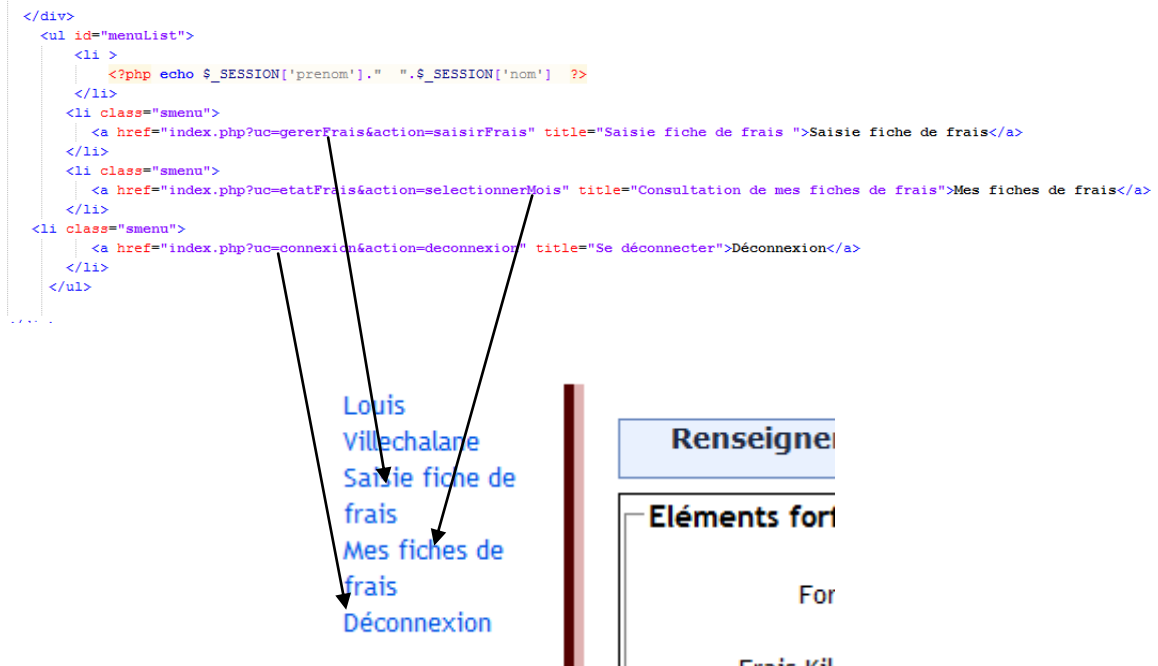 </div>
<ul id="menuList">
<li >
<?php echo $_SESSION['prenom']."  ".$_SESSION['nom']  ?>
</li>
<li class="smenu">
<a href="index.php?uc=gererFrais&action=saisirFrais" title="Saisie fiche de frais ">Saisie fiche de frais</a>
</li>
<li class="smenu">
<a href="index.php?uc=etatFrais&action=selectionnerMois" title="Consultation de mes fiches de frais">Mes fiches de frais</a>
</li>
<li class="smenu">
<a href="index.php?uc=connexion&action=deconnexion" title="Se déconnecter">Déconnexion</a>
</li>
</ul>
Louis
Villechalane
Saisie fiche de
frais
Mes fiches de
frais
Déconnexion
Renseigner
Eléments forf
For
Frais Kil